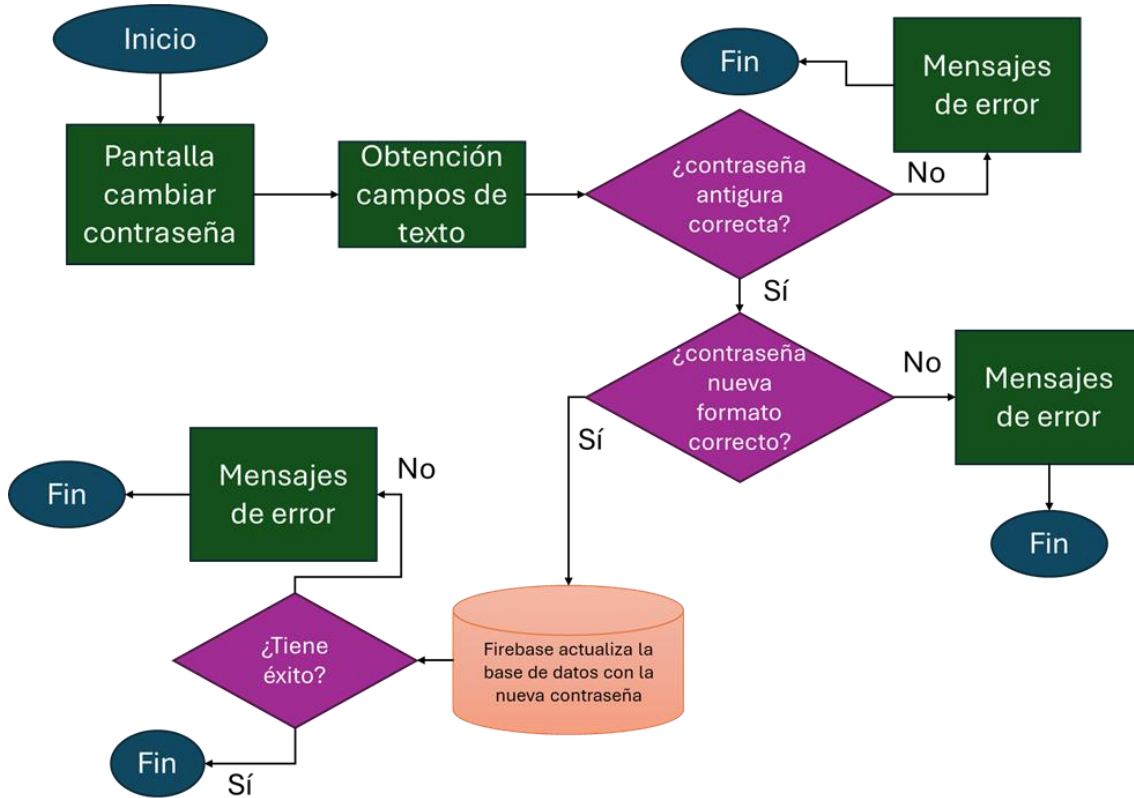 Inicio
Pantalla
cambiar
contraseña
Obtención
campos de
texto
¿contraseña
antigura
correcta?
No
Mensajes
de error
Fin
Sí
¿contraseña
nueva
formato
correcto?
No
Mensajes
de error
Fin
Sí
Firebase actualiza la
base de datos con la
nueva contraseña
¿Tiene
éxito?
No
Mensajes
de error
Fin
Sí
Fin